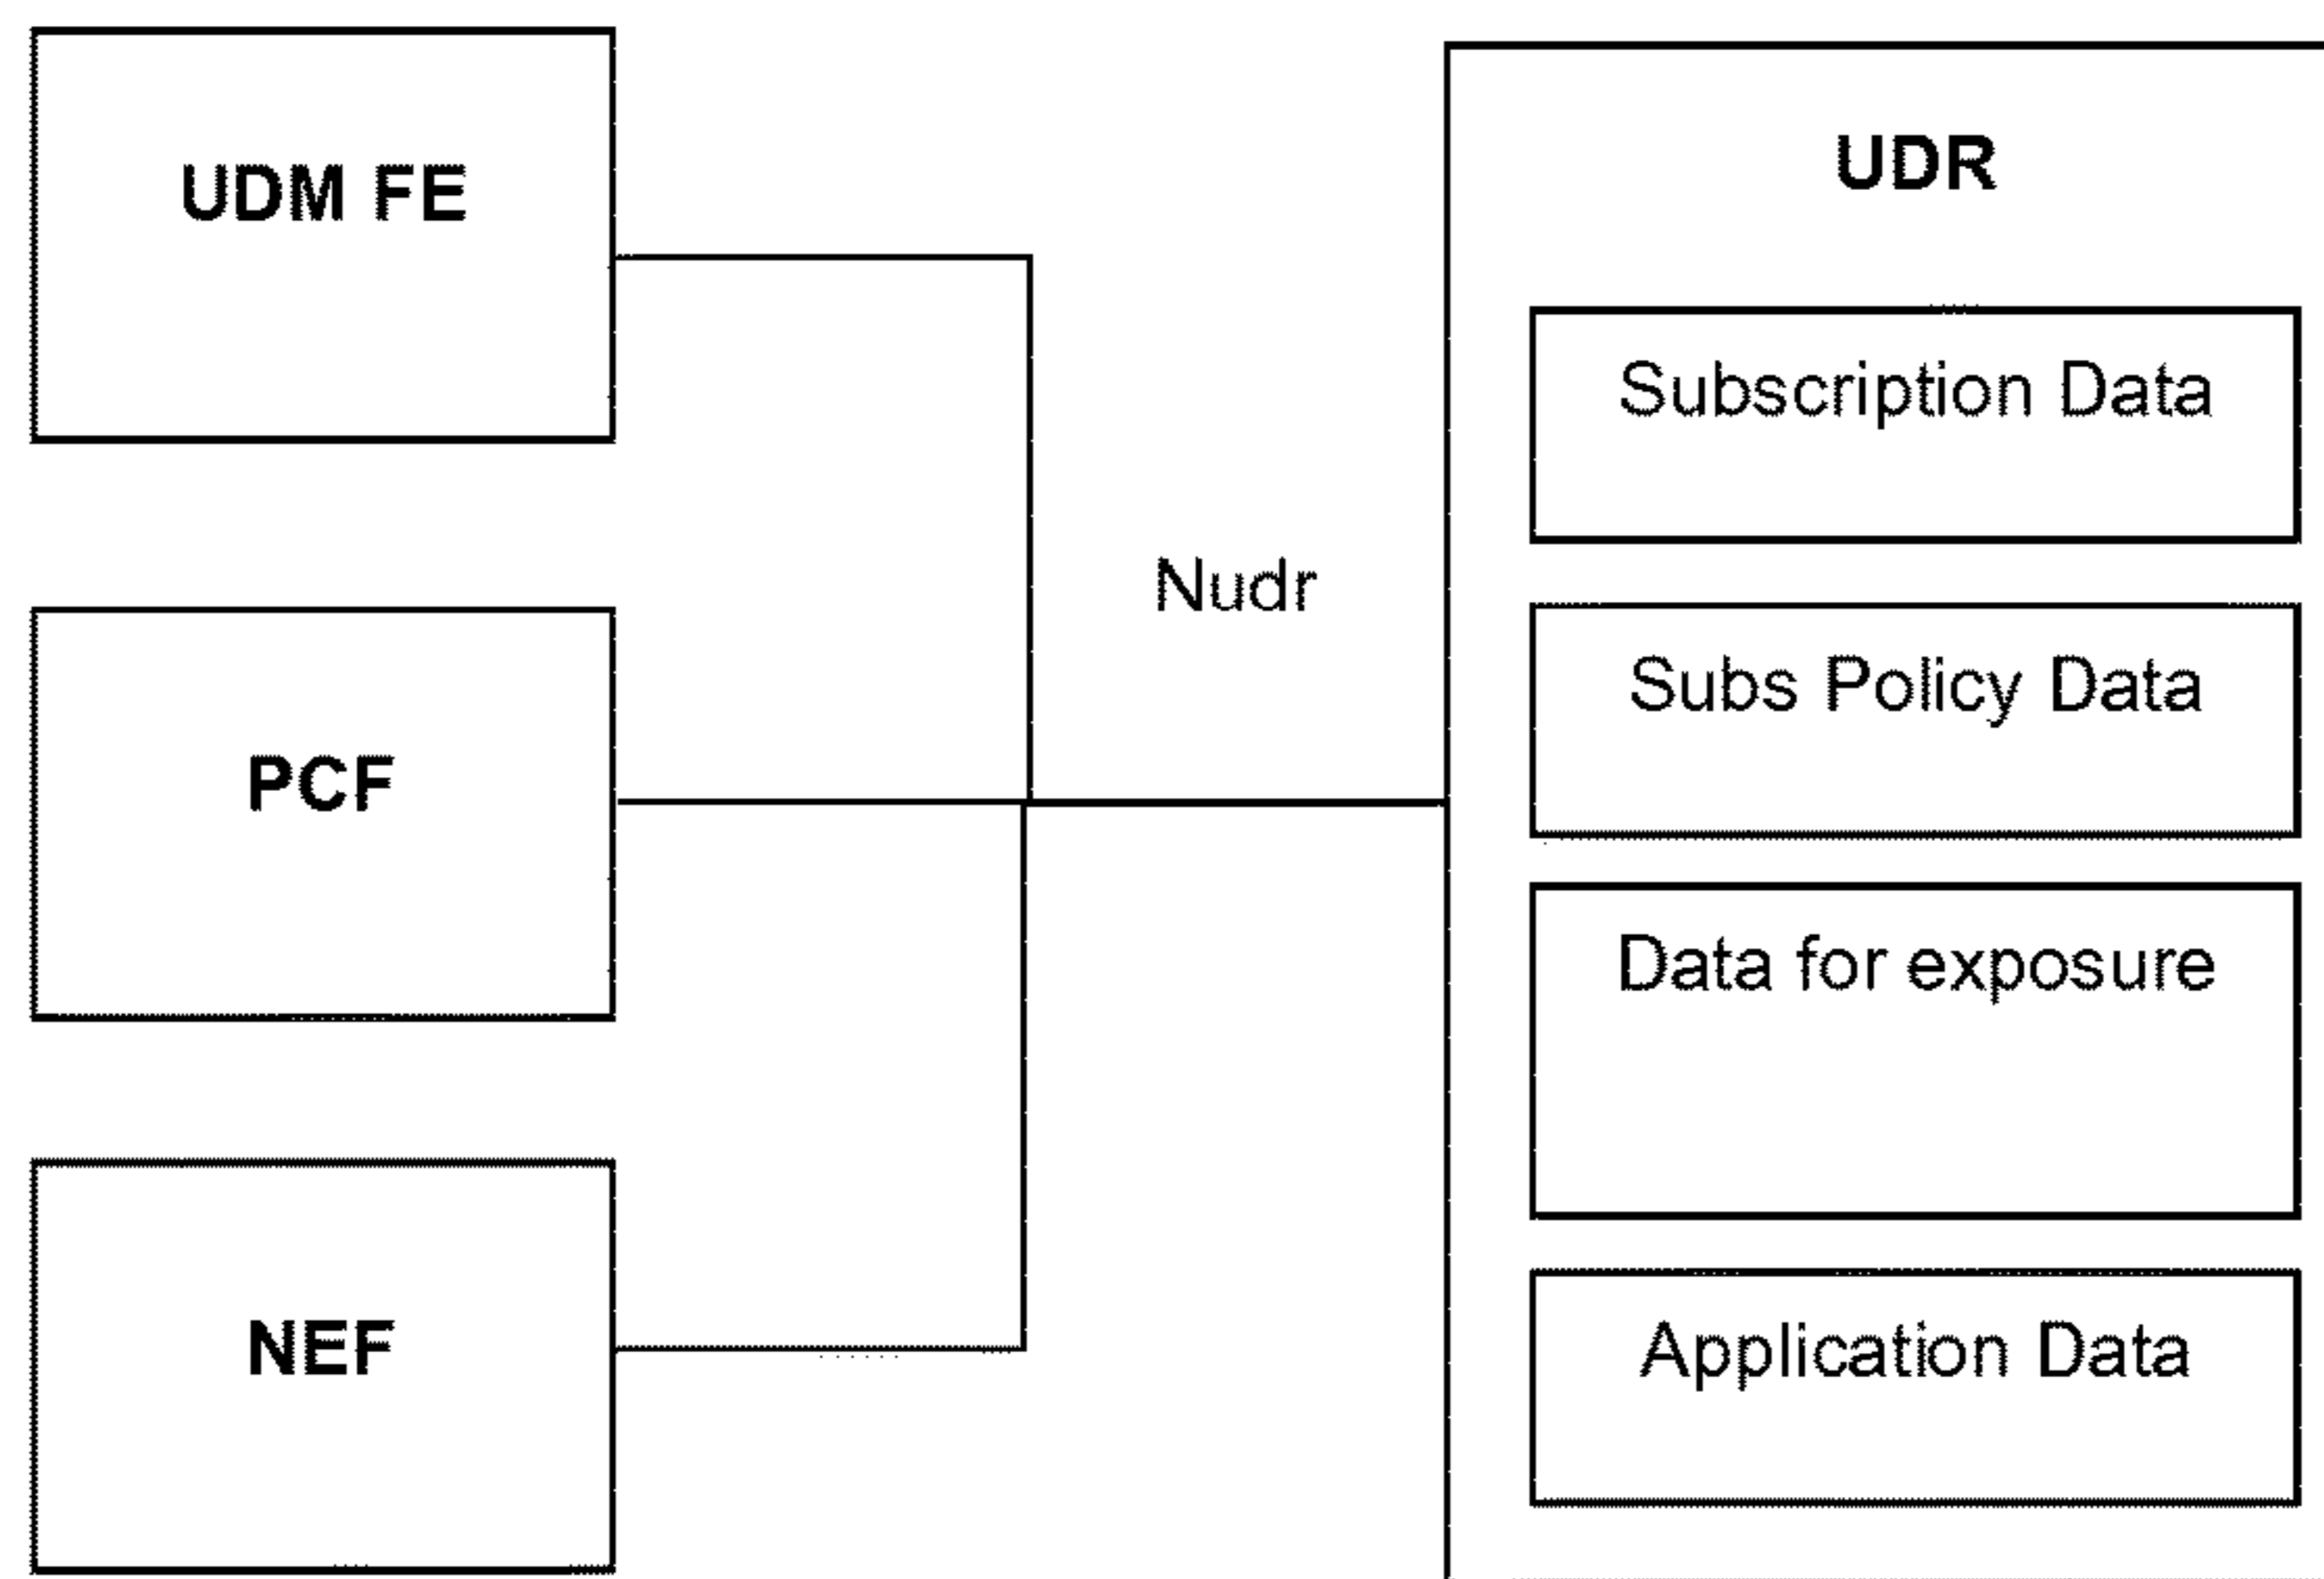 UDM FE
PCF
NEF
Nudr
UDR
Subscription Data
Subs Policy Data
Data for exposure
Application Data